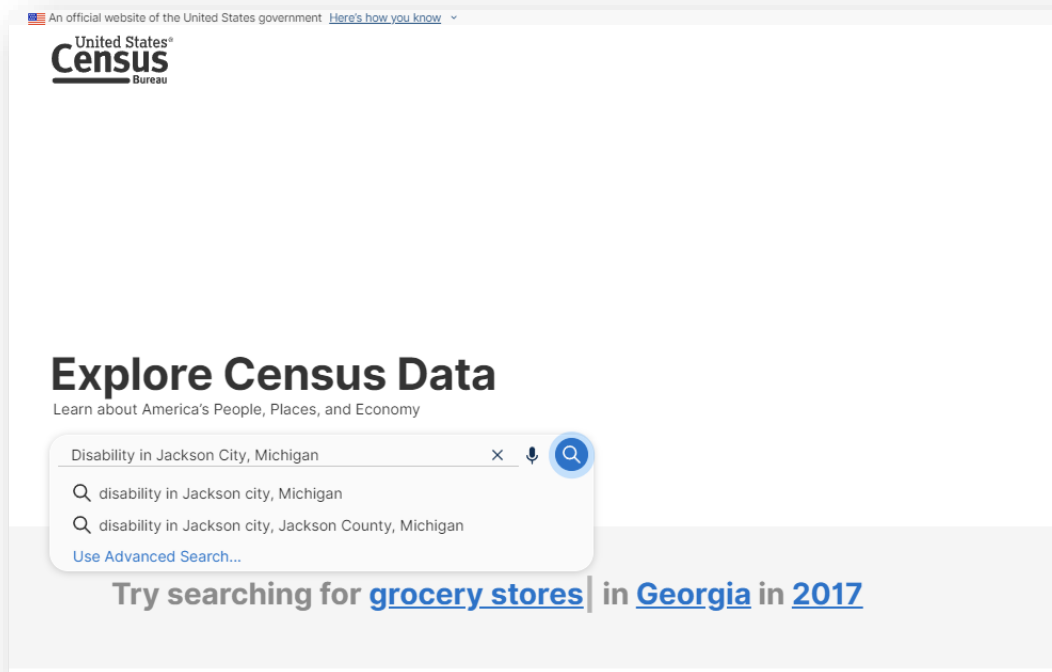 An official website of the United States government Here's how you know
United States®
Census
Bureau
Explore Census Data
Learn about America's People, Places, and Economy
Disability in Jackson City, Michigan
disability in Jackson city, Michigan
disability in Jackson city, Jackson County, Michigan
Use Advanced Search...
Try searching for grocery stores in Georgia in 2017